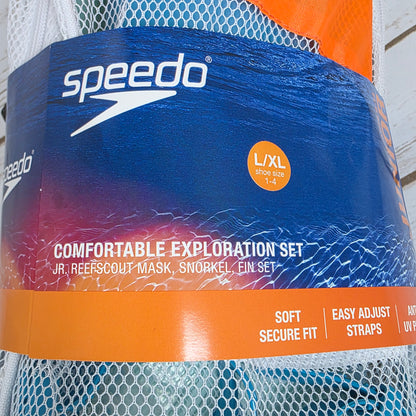 speedo®
speedo
L/XL
shoe size
1-4
COMFORTABLE EXPLORATION SET
JR. REEFSCOUT MASK, SNORKEL, FIN SET
SOFT
SECURE FIT
EASY ADJUST
STRAPS